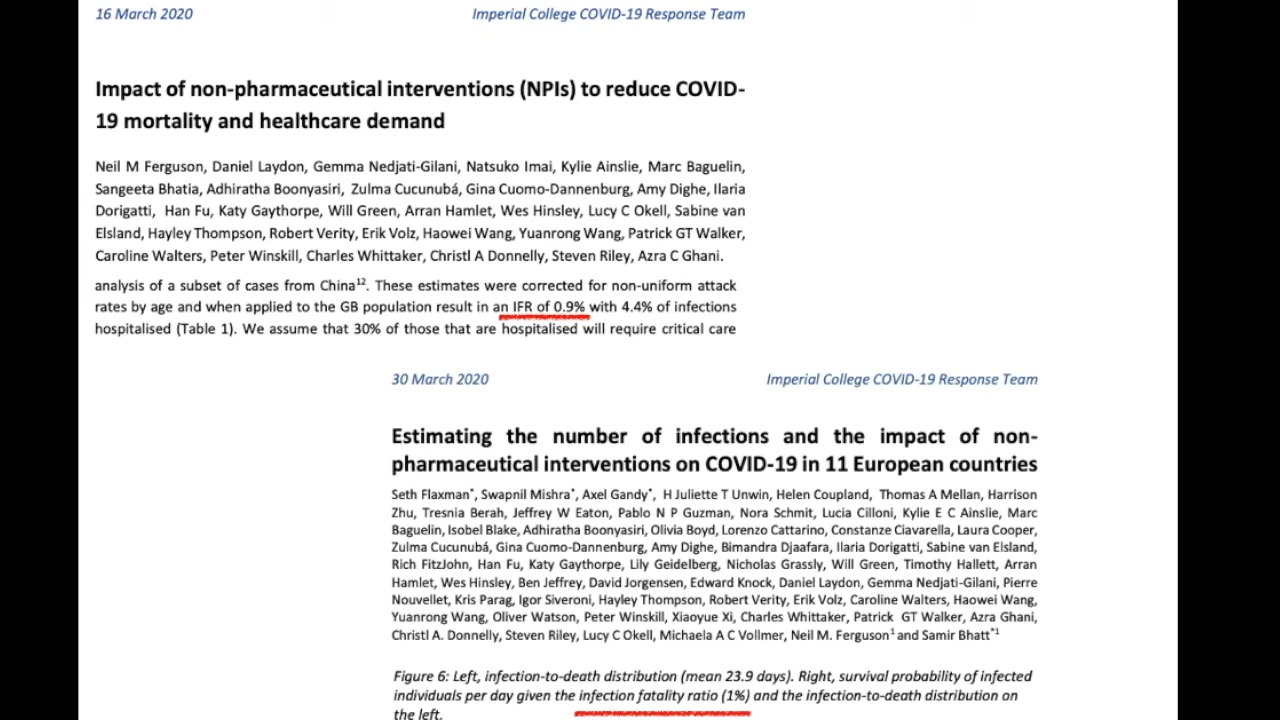 16 March 2020 Imperial College COVID-19 Response Team
Impact of non-pharmaceutical interventions (NPIs) to reduce COVID-
19 mortality and healthcare demand
Neil M Ferguson, Daniel Laydon, Gemma Nedjati-Gilani, Natsuko Imai, Kylie Ainslie, Marc Baguelin,
Sangeeta Bhatia, Adhiratha Boonyasiri, Zulma Cucunubá, Gina Cuomo-Dannenburg, Amy Dighe, Ilaria
Dorigatti, Han Fu, Katy Gaythorpe, Will Green, Arran Hamlet, Wes Hinsley, Lucy C Okell, Sabine van
Elsland, Hayley Thompson, Robert Verity, Erik Volz, Haowei Wang, Yuanrong Wang, Patrick GT Walker,
Caroline Walters, Peter Winskill, Charles Whittaker, Christl A Donnelly, Steven Riley, Azra C Ghani.
analysis of a subset of cases from China¹². These estimates were corrected for non-uniform attack
rates by age and when applied to the GB population result in an IFR of 0.9% with 4.4% of infections
hospitalised (Table 1). We assume that 30% of those that are hospitalised will require critical care
30 March 2020 Imperial College COVID-19 Response Team
Estimating the number of infections and the impact of non-
pharmaceutical interventions on COVID-19 in 11 European countries
Seth Flaxman*, Swapnil Mishra*, Axel Gandy*, H Juliette T Unwin, Helen Coupland, Thomas A Mellan, Harrison
Zhu, Tresnia Berah, Jeffrey W Eaton, Pablo N P Guzman, Nora Schmit, Lucia Cilloni, Kylie E C Ainslie, Marc
Baguelin, Isobel Blake, Adhiratha Boonyasiri, Olivia Boyd, Lorenzo Cattarino, Constanze Ciavarella, Laura Cooper,
Zulma Cucunubá, Gina Cuomo-Dannenburg, Amy Dighe, Bimandra Djaafara, Ilaria Dorigatti, Sabine van Elsland,
Rich FitzJohn, Han Fu, Katy Gaythorpe, Lily Geidelberg, Nicholas Grassly, Will Green, Timothy Hallett, Arran
Hamlet, Wes Hinsley, Ben Jeffrey, David Jorgensen, Edward Knock, Daniel Laydon, Gemma Nedjati-Gilani, Pierre
Nouvellet, Kris Parag, Igor Siveroni, Hayley Thompson, Robert Verity, Erik Volz, Caroline Walters, Haowei Wang,
Yuanrong Wang, Oliver Watson, Peter Winskill, Xiaoyue Xi, Charles Whittaker, Patrick GT Walker, Azra Ghani,
Christl A. Donnelly, Steven Riley, Lucy C Okell, Michaela A C Vollmer, Neil M. Ferguson¹ and Samir Bhatt*¹
Figure 6: Left, infection-to-death distribution (mean 23.9 days). Right, survival probability of infected
individuals per day given the infection fatality ratio (1%) and the infection-to-death distribution on
the left.